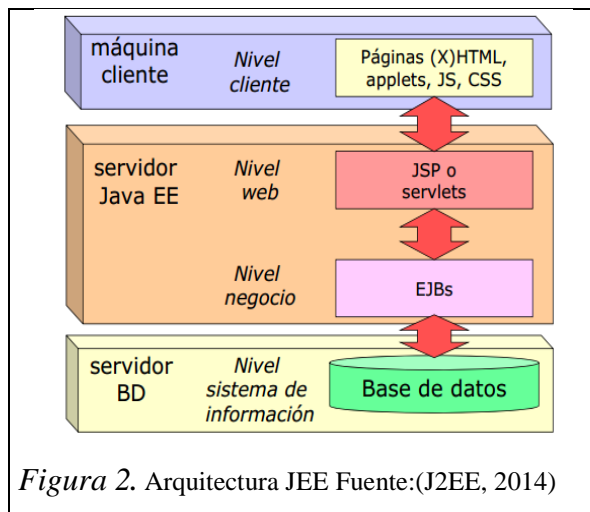 máquina
cliente
Nivel
cliente
Páginas (X)HTML,
applets, JS, CSS
servidor
Java EE
Nivel
web
JSP o
servlets
Nivel
negocio
EJBs
servidor
BD
Nivel
sistema de
información
Base de datos
Figura 2. Arquitectura JEE Fuente:(J2EE, 2014)